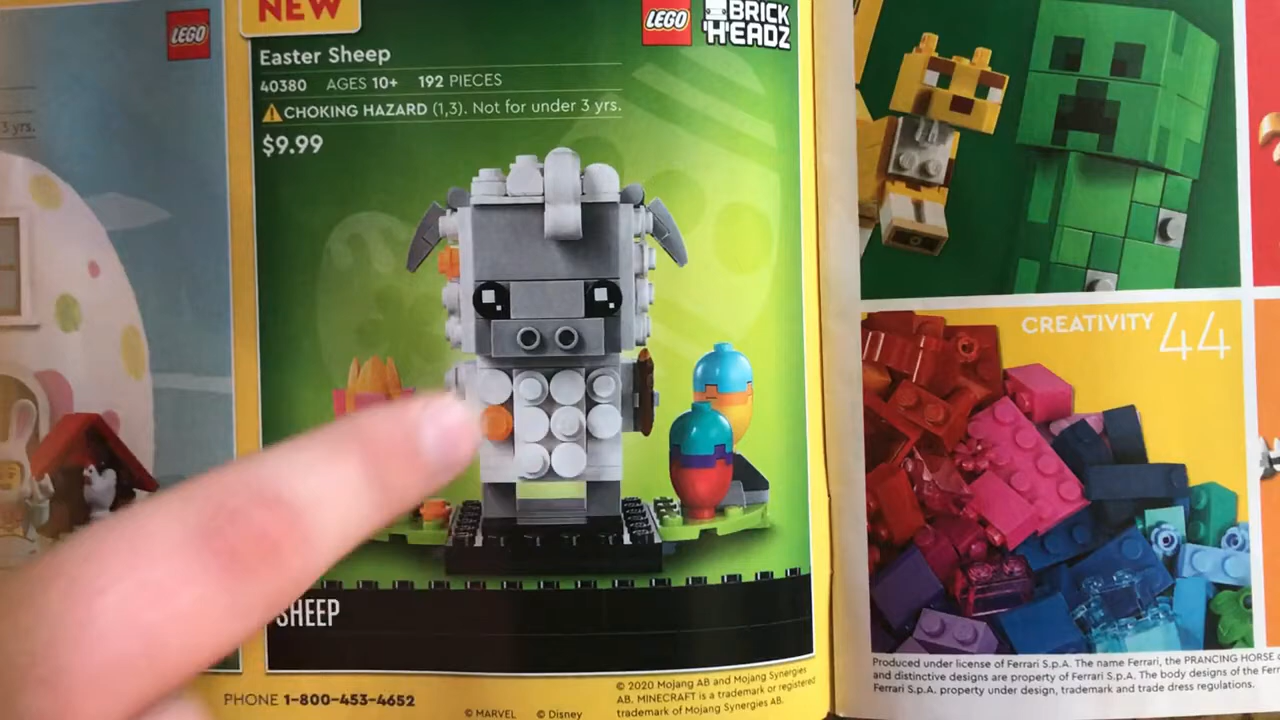 LEGO
3 yrs.
NEW
LEGO
BRICK
HEADZ
Easter Sheep
40380 AGES 10+ 192 PIECES
CHOKING HAZARD (1,3). Not for under 3 yrs.
$9.99
SHEEP
PHONE 1-800-453-4652
© MARVEL © Disney
© 2020 Mojang AB and Mojang Synergies
AB. MINECRAFT is a trademark or registered
trademark of Mojang Synergies AB.
CREATIVITY 44
Produced under license of Ferrari S.p.A. The name Ferrari, the PRANCING HORSE
and distinctive designs are property of Ferrari S.p.A. The body designs of the
Ferrari S.p.A. property under design, trademark and trade dress regulations.